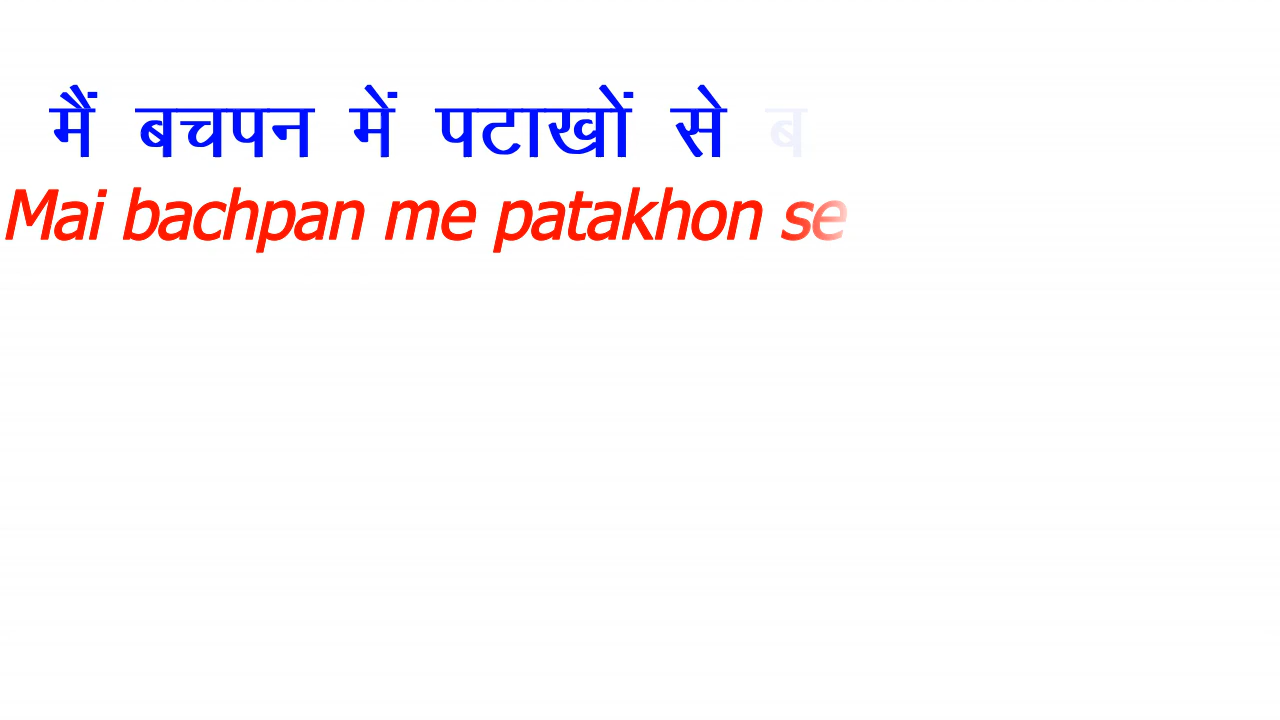 मैं बचपन में पटाखों से ब
Mai bachpan me patakhon se